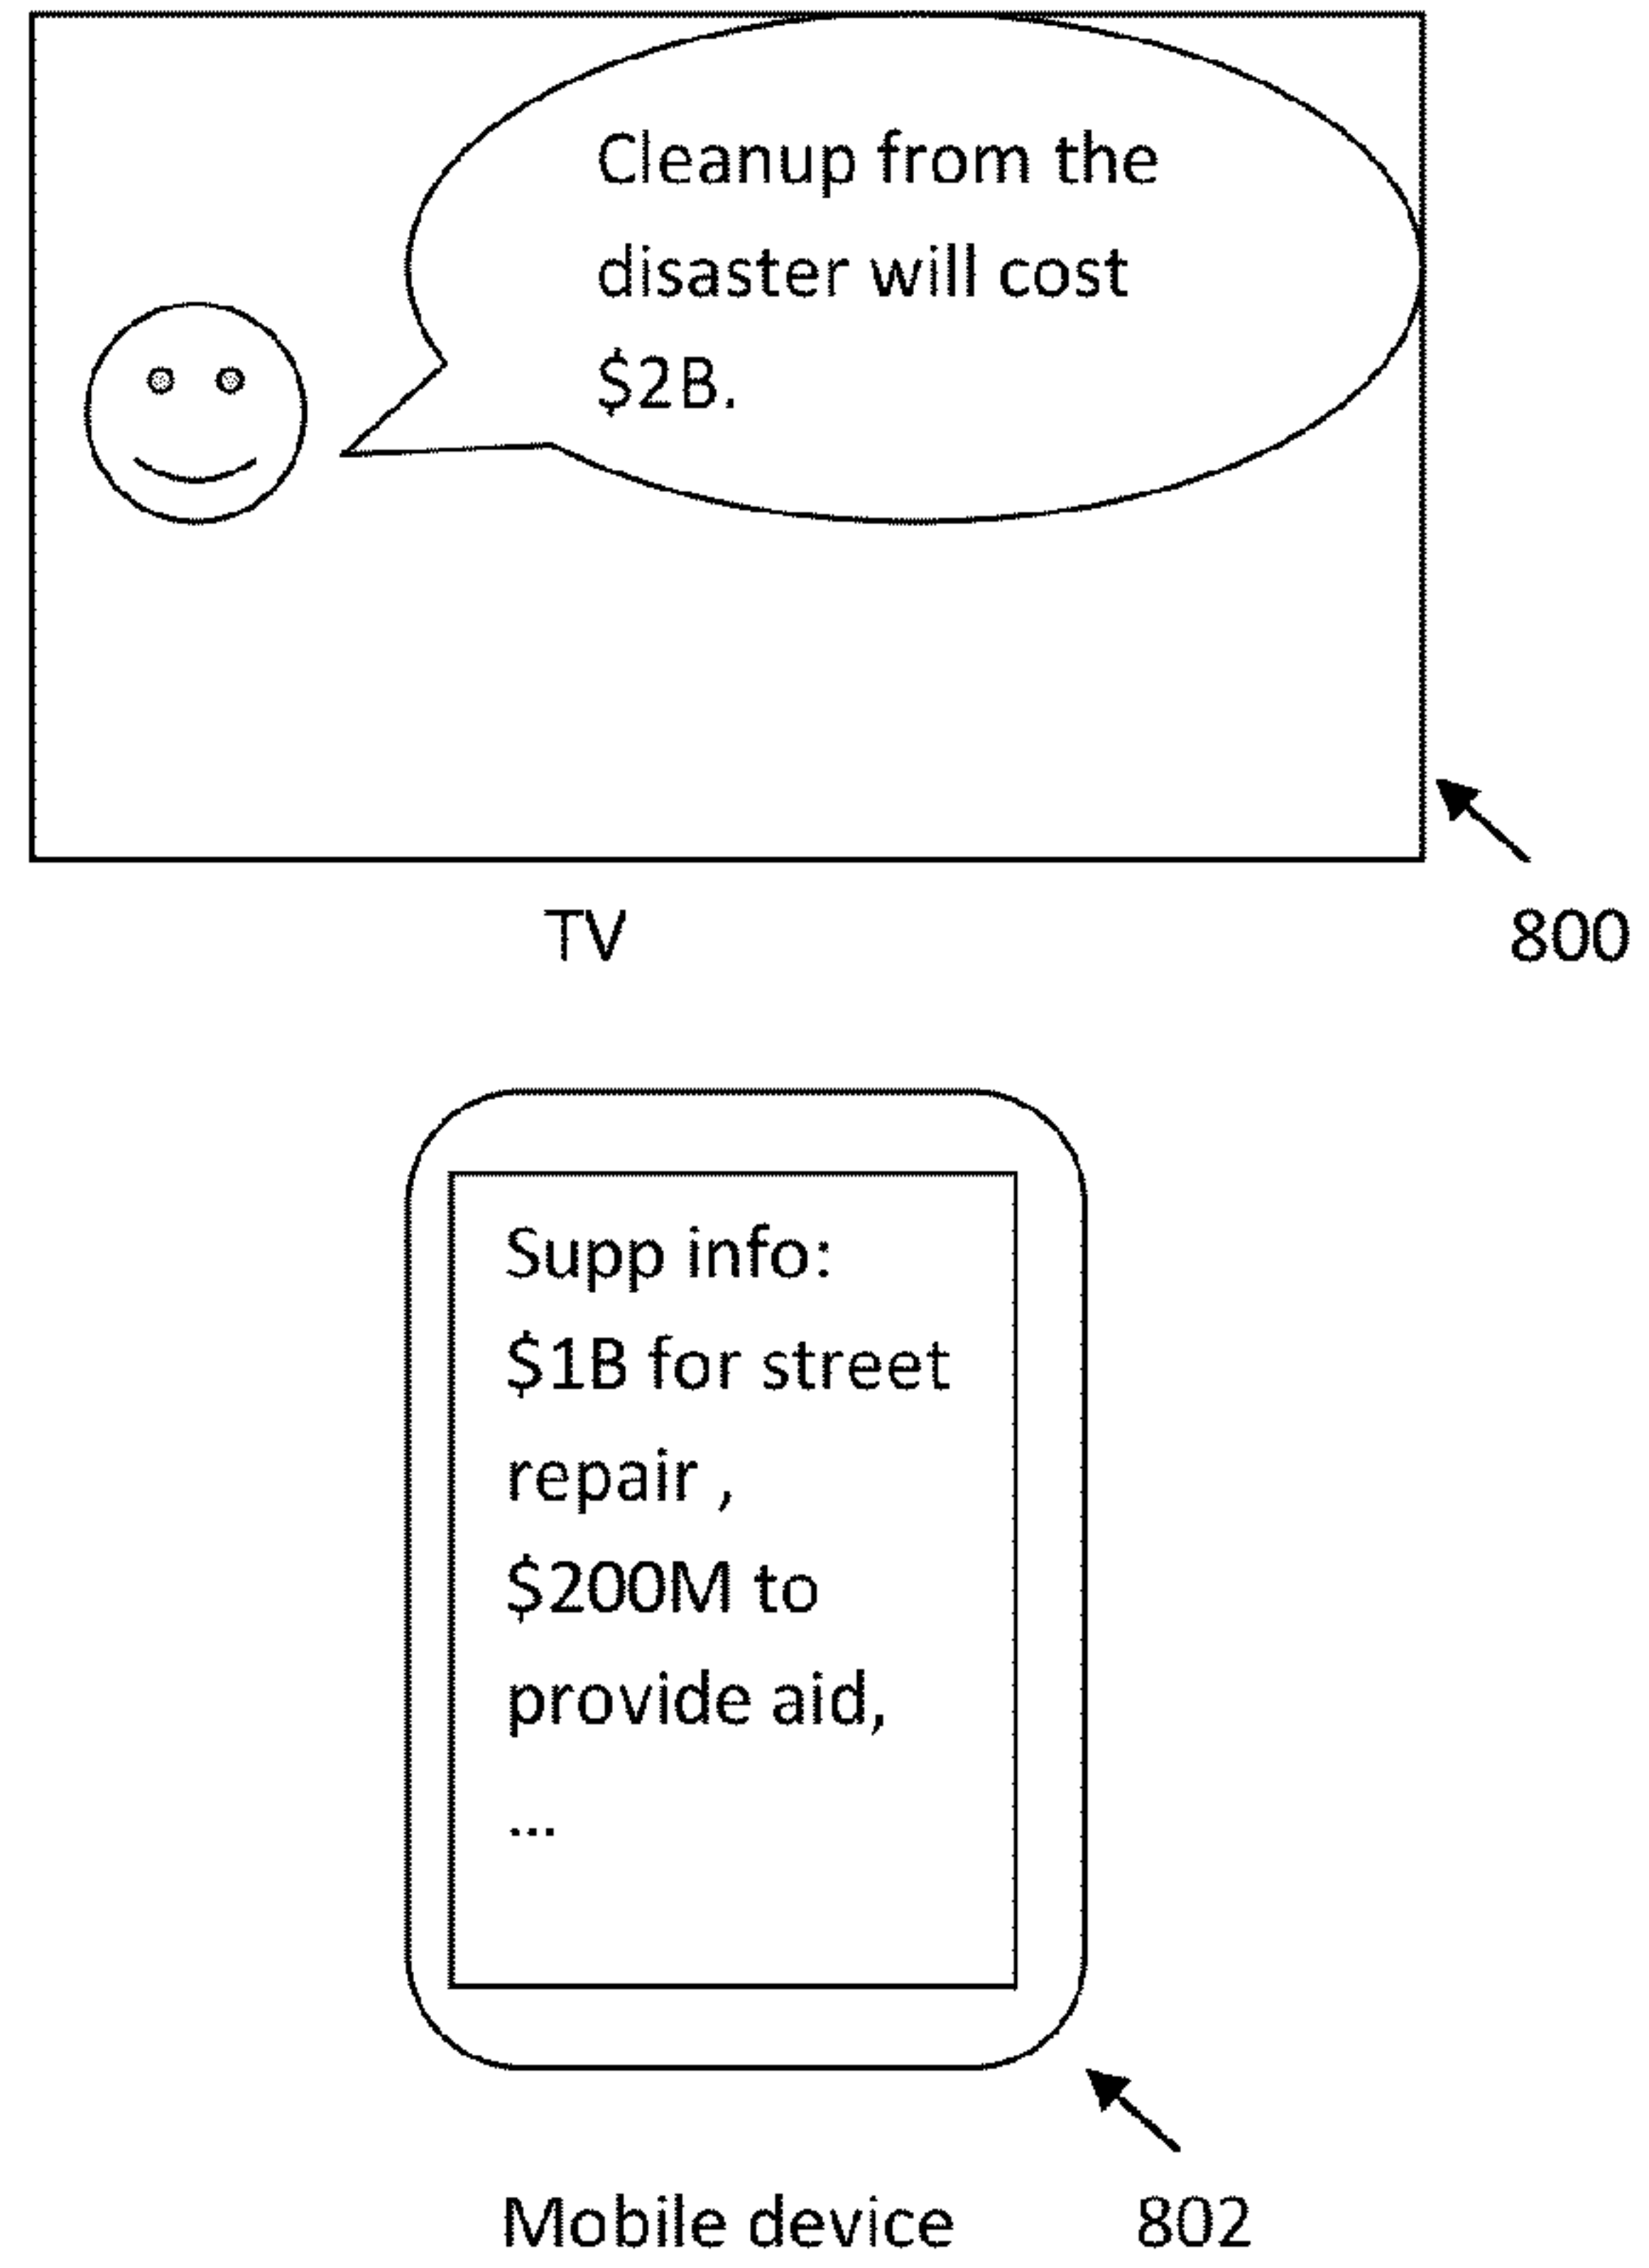 Cleanup from the
disaster will cost
$2B.
TV
800
Supp info:
$1B for street
repair ,
$200M to
provide aid,
...
Mobile device
802